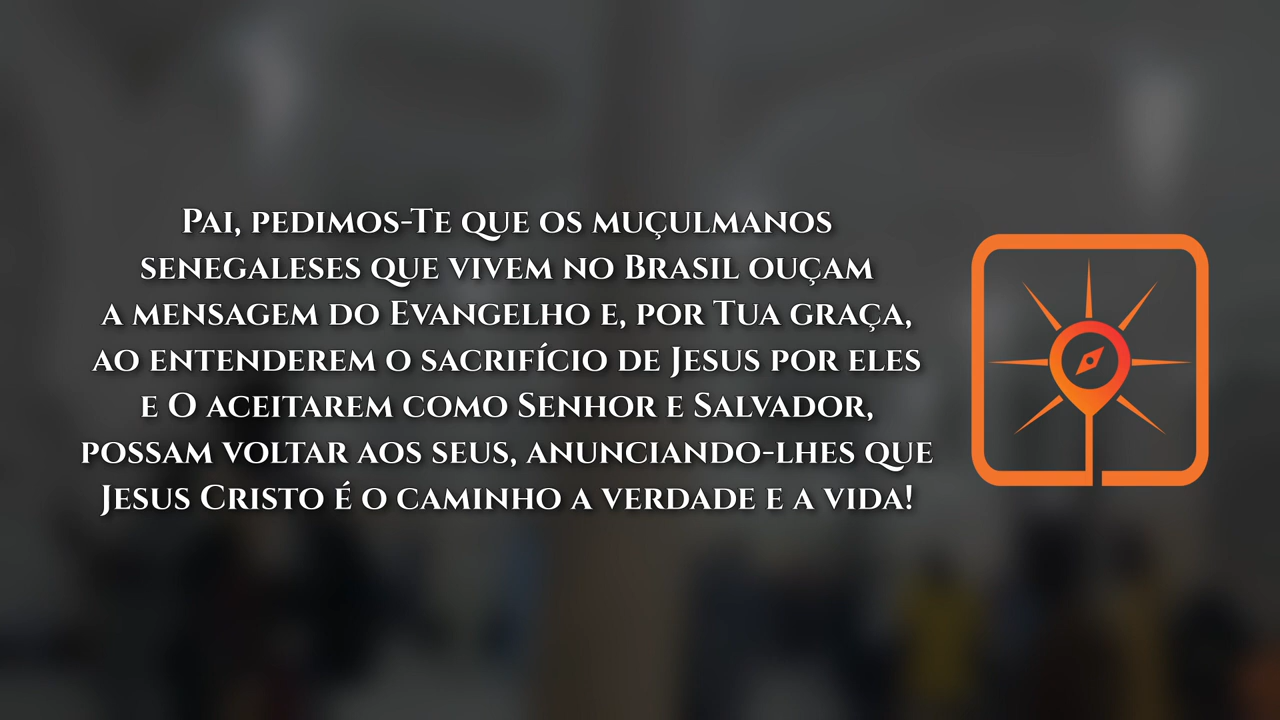 Pai, pedimos-Te que os muçulmanos
senegaleses que vivem no Brasil ouçam
a mensagem do Evangelho e, por Tua graça,
ao entenderem o sacrifício de Jesus por eles
e O aceitarem como Senhor e Salvador,
possam voltar aos seus, anunciando-lhes que
Jesus Cristo é o caminho a verdade e a vida!